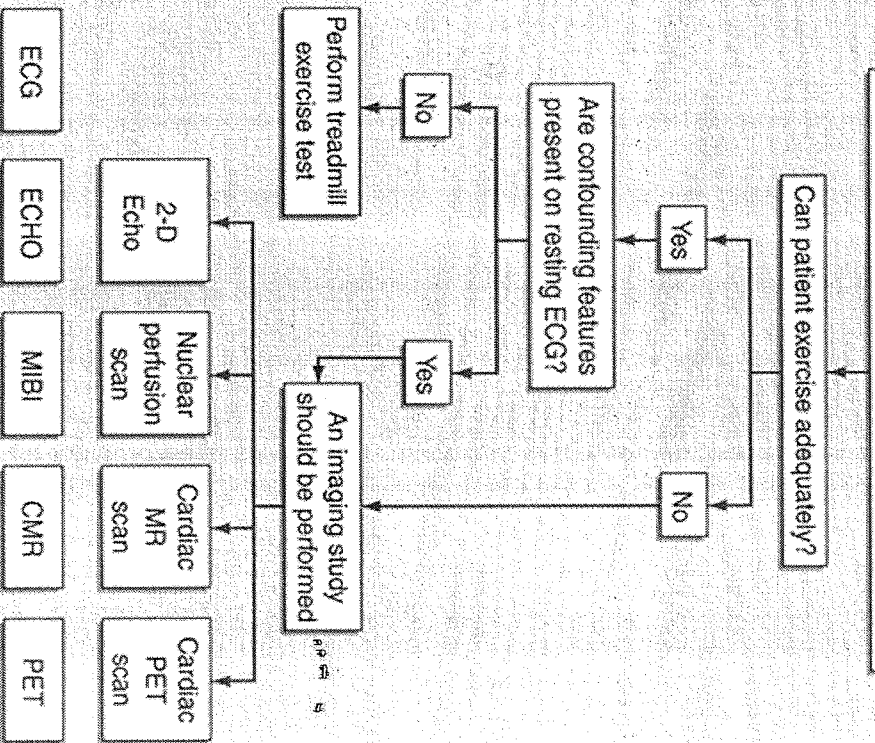 Can patient exercise adequately?
Yes
No
Are confounding features
present on resting ECG?
No
Yes
Perform treadmill
exercise test
An imaging study
should be performed
2-D
Echo
Nuclear
perfusion
scan
Cardiac
MR
scan
Cardiac
PET
scan
ECG
ECHO
MIBI
CMR
PET